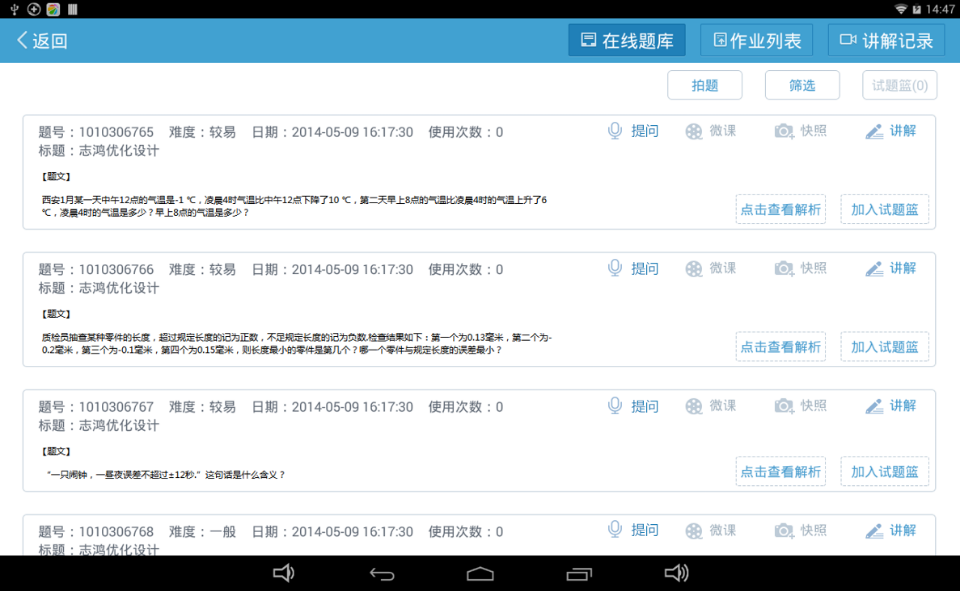 14:47
返回
在线题库
作业列表
讲解记录
拍题
筛选
试题篮(0)
题号：1010306765 难度：较易 日期：2014-05-09 16:17:30 使用次数：0
提问
微课
快照
讲解
标题：志鸿优化设计
【题文】
西安1月某一天中午12点的气温是-1 ℃，凌晨4时气温比中午12点下降了10 ℃，第二天早上8点的气温比凌晨4时的气温上升了6
℃，凌晨4时的气温是多少？早上8点的气温是多少？
点击查看解析
加入试题篮
题号：1010306766 难度：较易 日期：2014-05-09 16:17:30 使用次数：0
提问
微课
快照
讲解
标题：志鸿优化设计
【题文】
质检员抽查某种零件的长度，超过规定长度的记为正数，不足规定长度的记为负数.检查结果如下：第一个为0.13毫米，第二个为-
0.2毫米，第三个为-0.1毫米，第四个为0.15毫米，则长度最小的零件是第几个？哪一个零件与规定长度的误差最小？
点击查看解析
加入试题篮
题号：1010306767 难度：较易 日期：2014-05-09 16:17:30 使用次数：0
提问
微课
快照
讲解
标题：志鸿优化设计
【题文】
“一只闹钟，一昼夜误差不超过±12秒.”这句话是什么含义？
点击查看解析
加入试题篮
题号：1010306768 难度：一般 日期：2014-05-09 16:17:30 使用次数：0
提问
微课
快照
讲解
标题：志鸿优化设计